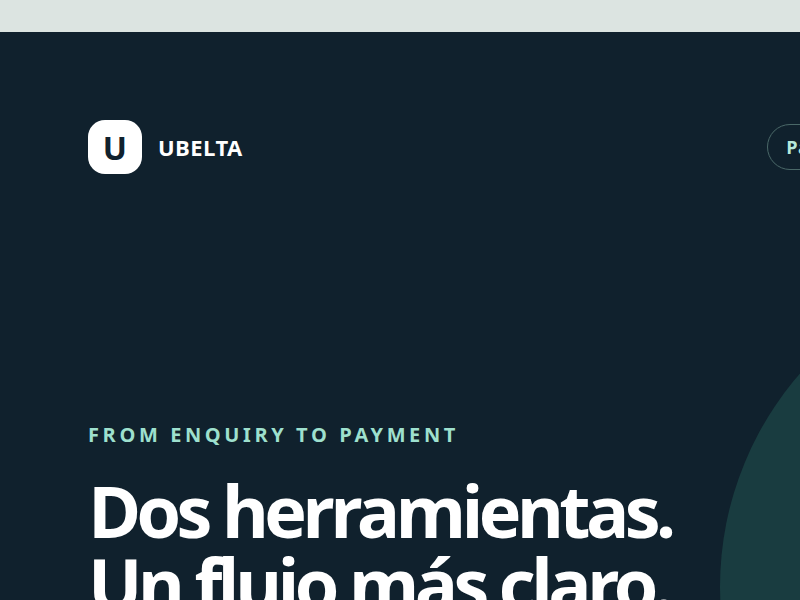 U
UBELTA
FROM ENQUIRY TO PAYMENT
Dos herramientas.
Un flujo más claro.